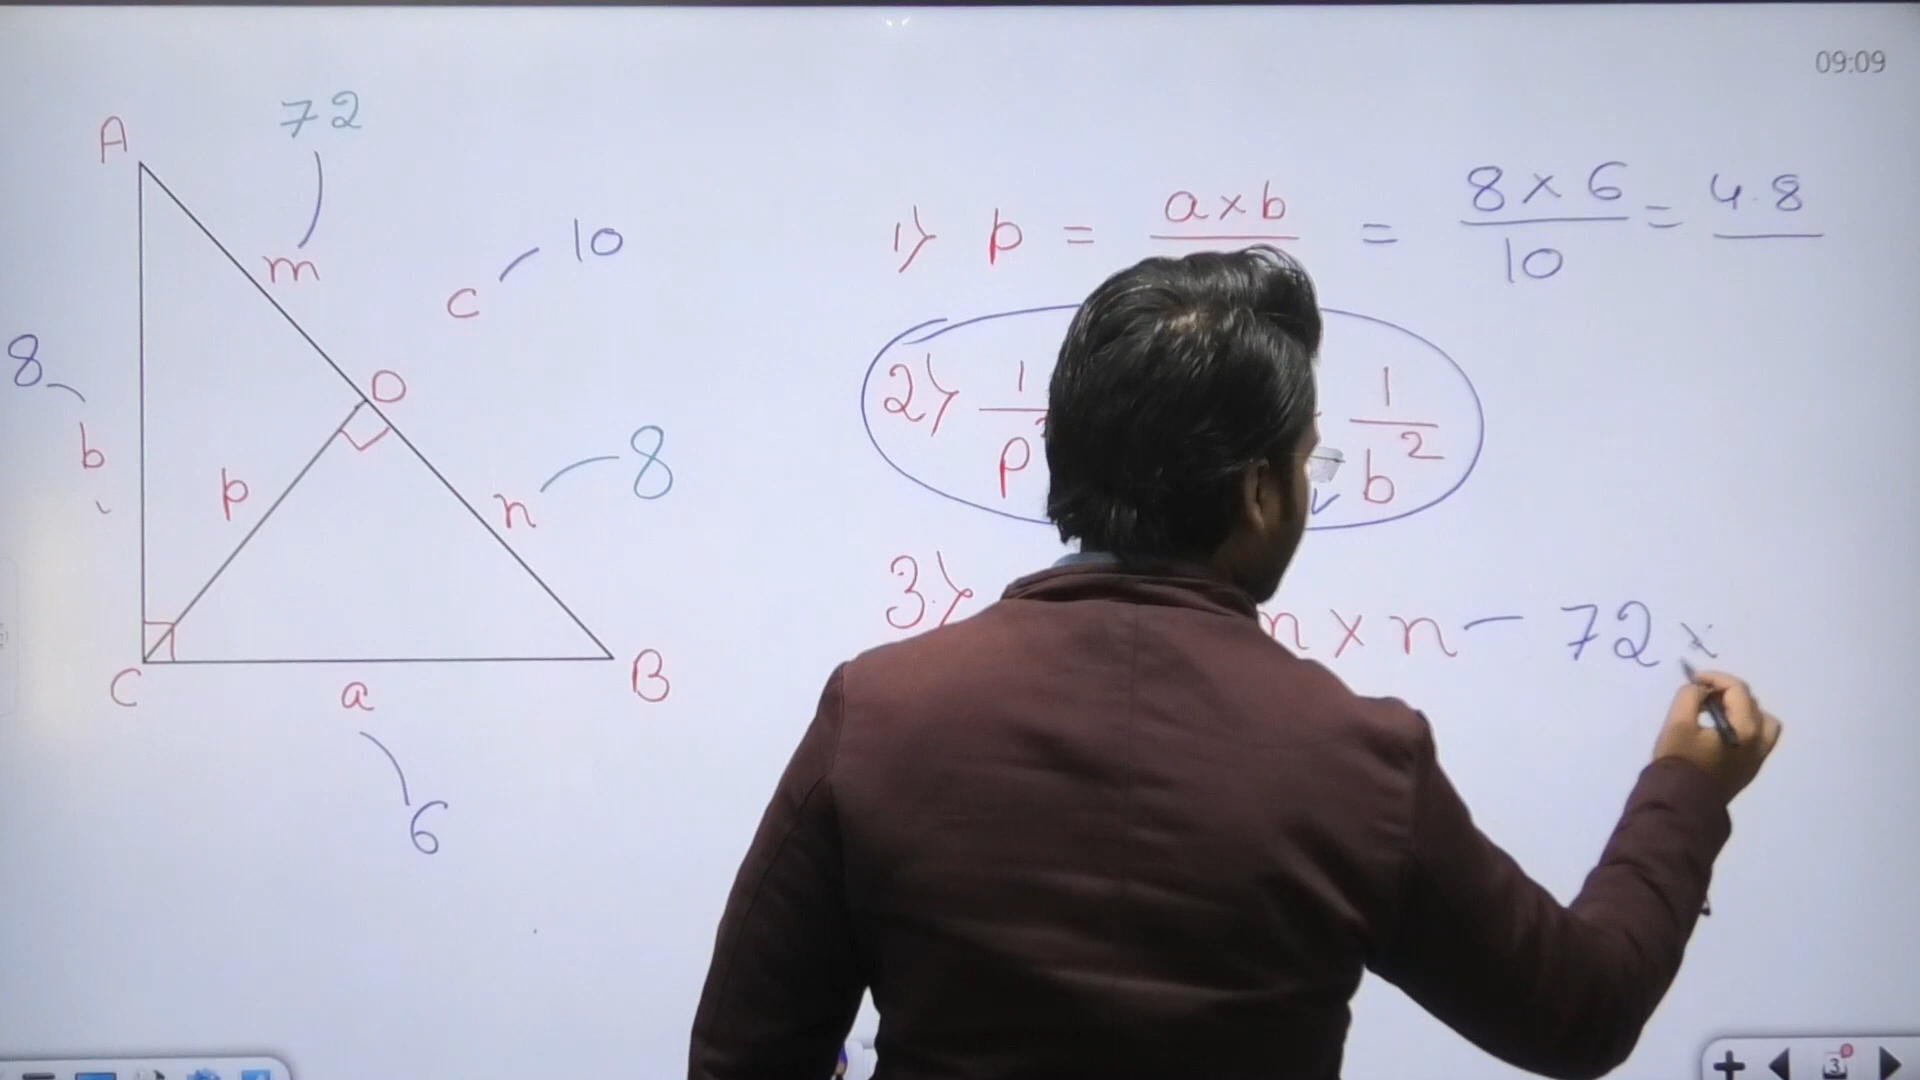 09:09
A
72
m
c
10
8
b
p
D
n
8
C
a
B
6
1) p = a x b = 8 x 6 = 4.8
10
2) 1 1
p b²
3) n x n - 72 x
3